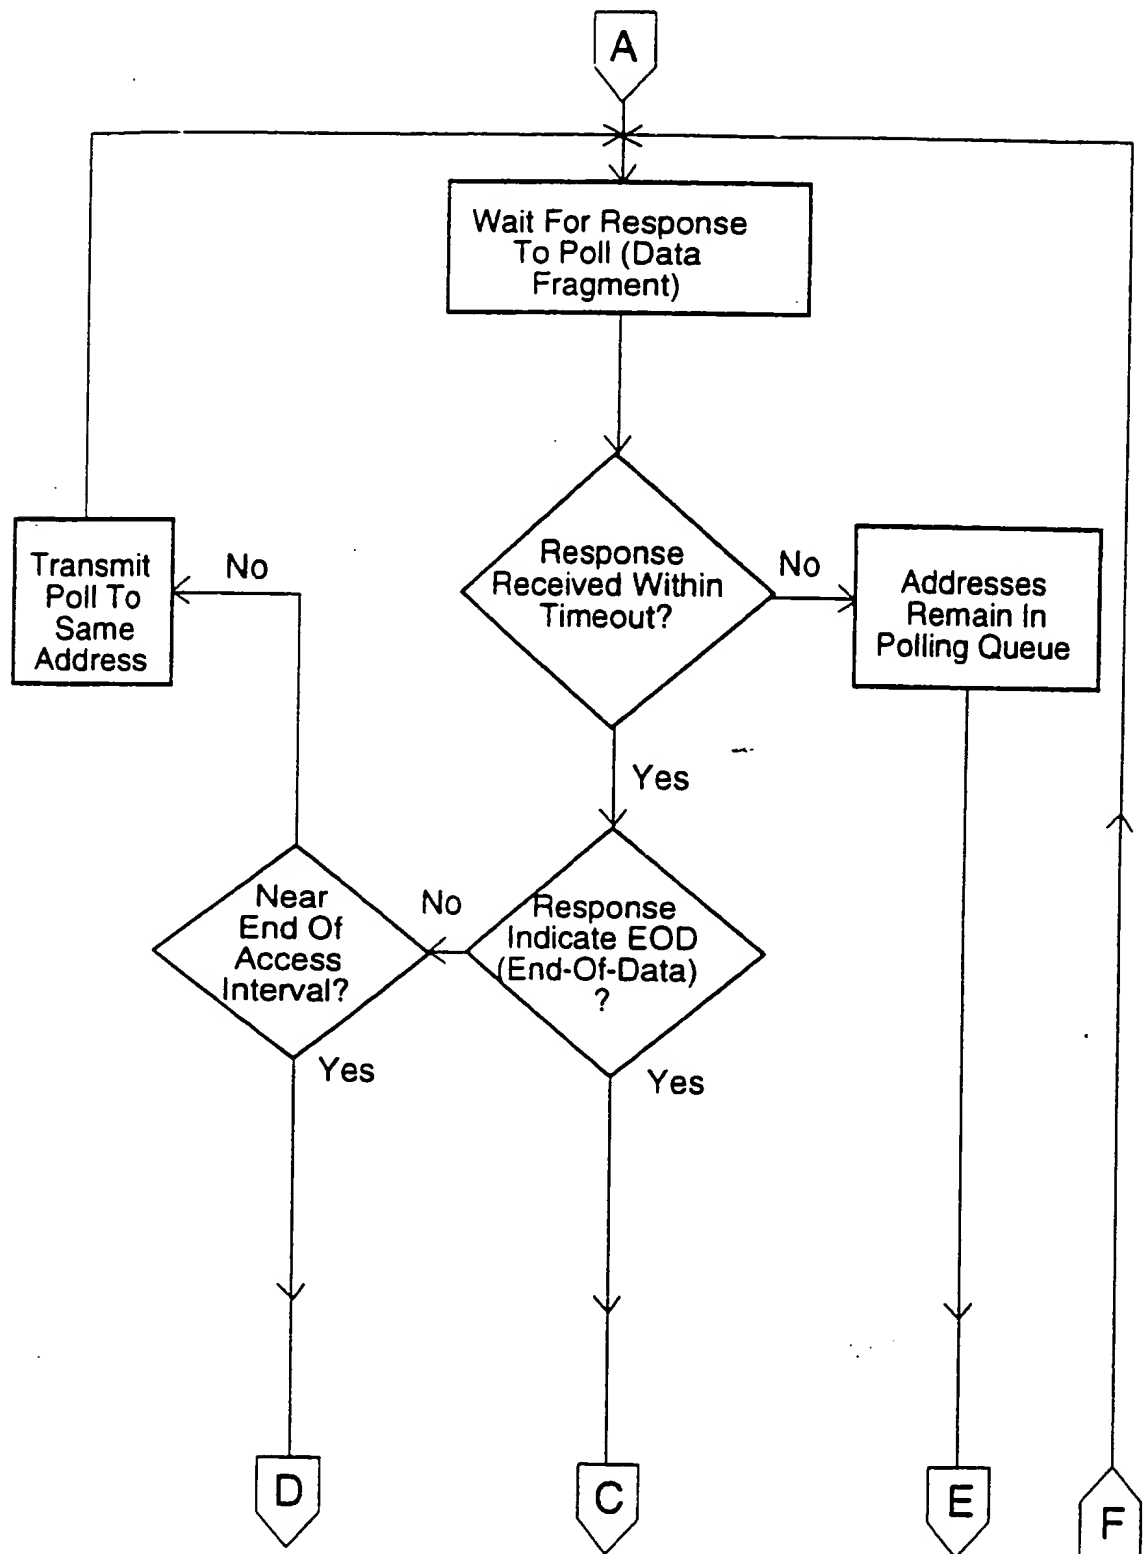 A
Wait For Response
To Poll (Data
Fragment)
Transmit
Poll To
Same
Address
No
Response
Received Within
Timeout?
No
Addresses
Remain In
Polling Queue
Yes
Near
End Of
Access
Interval?
No
Response
Indicate EOD
(End-Of-Data)
?
Yes
Yes
D
C
E
F